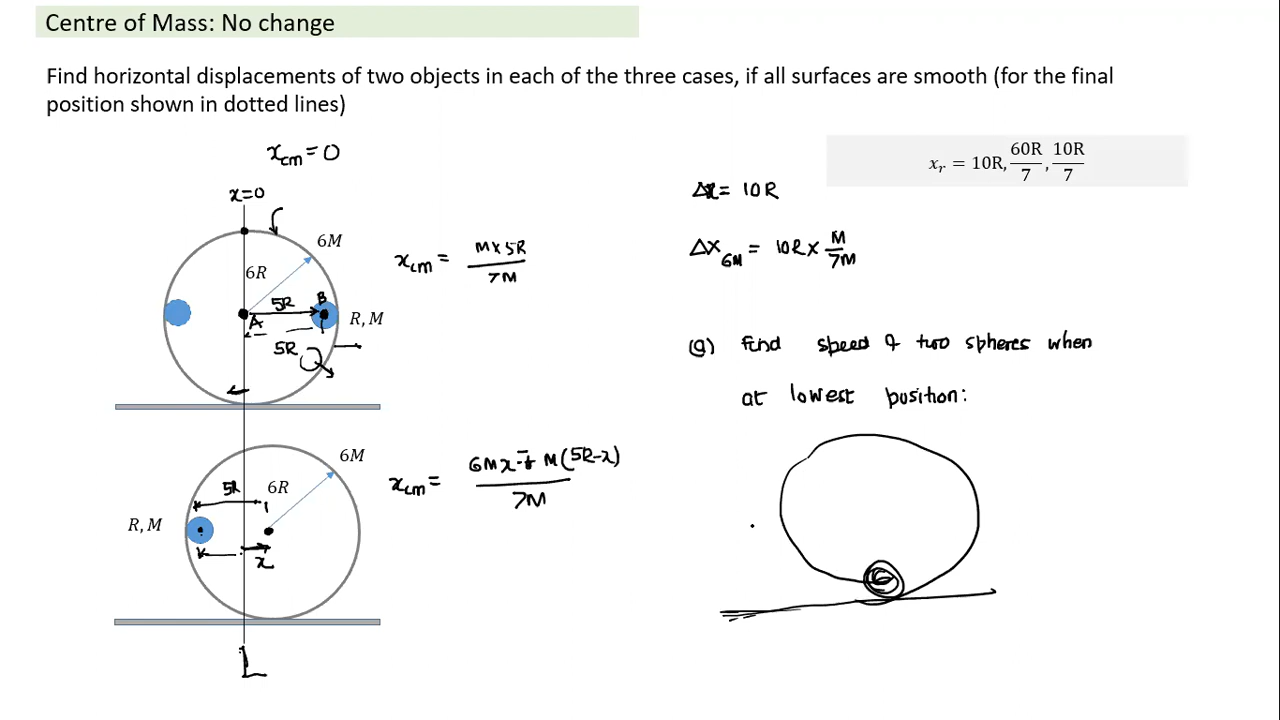 Centre of Mass: No change
Find horizontal displacements of two objects in each of the three cases, if all surfaces are smooth (for the final
position shown in dotted lines)
x_cm = 0
x_r = 10R, 60R/7, 10R/7
x=0
Δx = 10R
6M
x_cm = M×5R / 7M
Δx_6M = 10R × M/7M
6R
5R
B
A
R, M
5R
(Q) Find speed of two spheres when
at lowest position:
6M
x_cm = 6Mx - + M(5R-x) / 7M
5R
6R
R, M
x